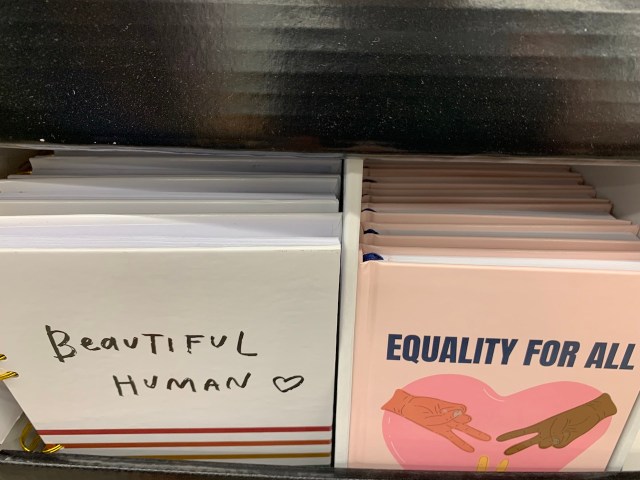 BEAUTIFUL
HUMAN ♡
EQUALITY FOR ALL